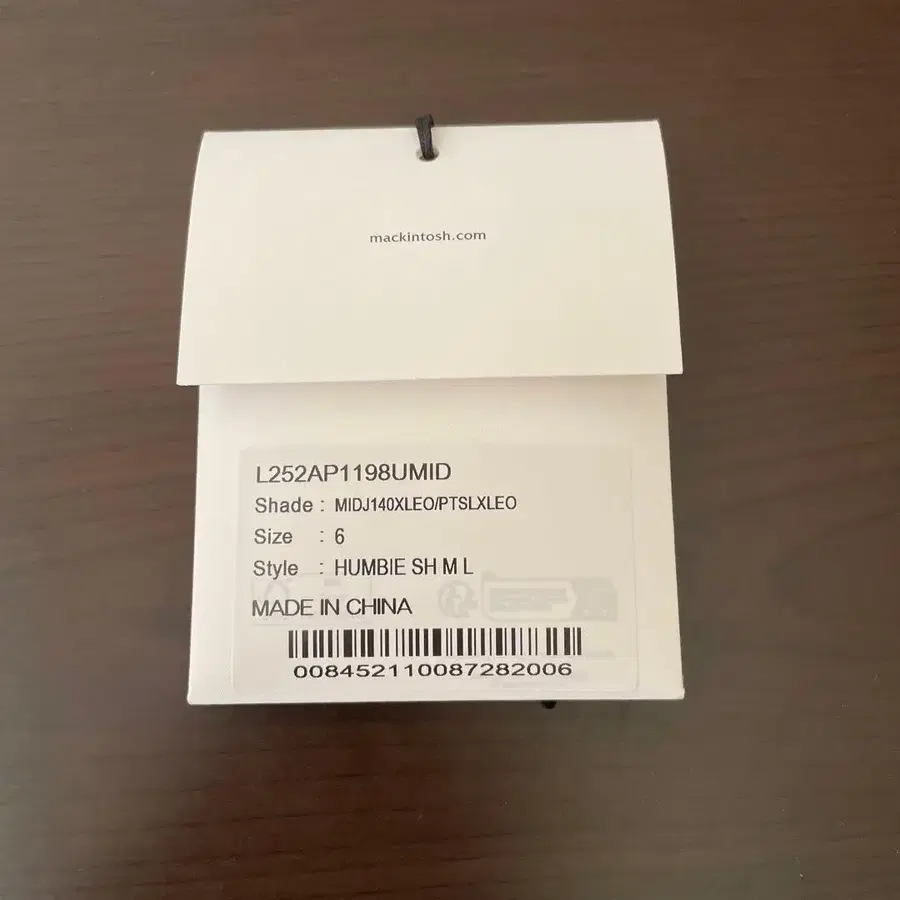 mackintosh.com
L252AP1198UMID
Shade : MIDJ140XLEO/PTSLXLEO
Size : 6
Style : HUMBIE SH M L
MADE IN CHINA
008452110087282006